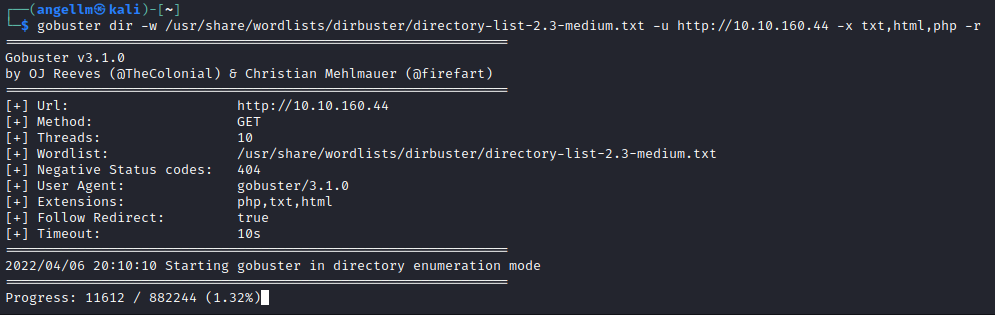 ┌──(angellm㉿kali)-[~]
└─$ gobuster dir -w /usr/share/wordlists/dirbuster/directory-list-2.3-medium.txt -u http://10.10.160.44 -x txt,html,php -r
===============================================================
Gobuster v3.1.0
by OJ Reeves (@TheColonial) & Christian Mehlmauer (@firefart)
===============================================================
[+] Url:                     http://10.10.160.44
[+] Method:                  GET
[+] Threads:                 10
[+] Wordlist:                /usr/share/wordlists/dirbuster/directory-list-2.3-medium.txt
[+] Negative Status codes:   404
[+] User Agent:              gobuster/3.1.0
[+] Extensions:              php,txt,html
[+] Follow Redirect:         true
[+] Timeout:                 10s
===============================================================
2022/04/06 20:10:10 Starting gobuster in directory enumeration mode
===============================================================
Progress: 11612 / 882244 (1.32%)